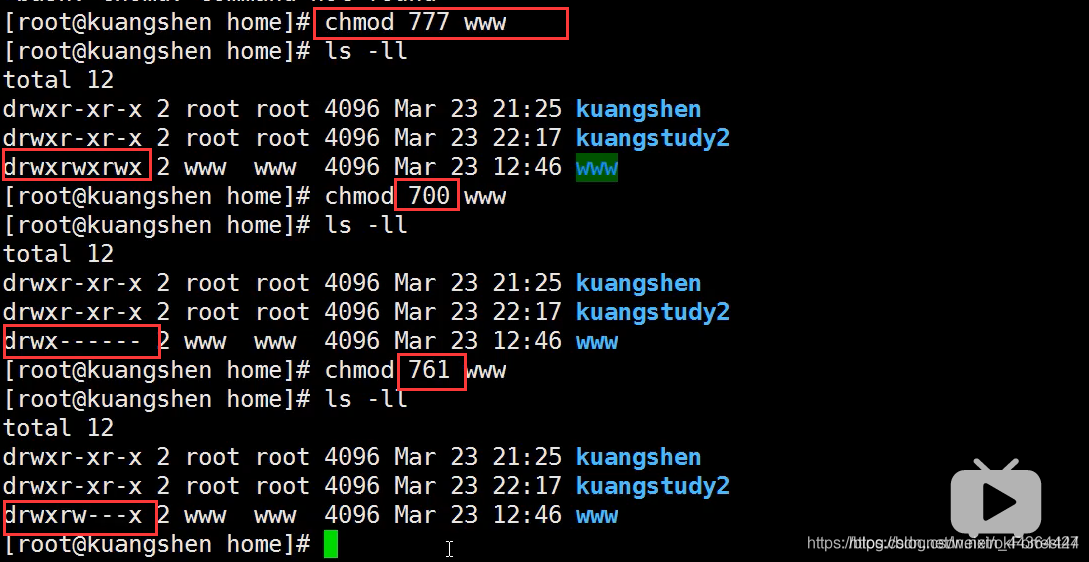 [root@kuangshen home]# chmod 777 www
[root@kuangshen home]# ls -ll
total 12
drwxr-xr-x 2 root root 4096 Mar 23 21:25 kuangshen
drwxr-xr-x 2 root root 4096 Mar 23 22:17 kuangstudy2
drwxrwxrwx 2 www www 4096 Mar 23 12:46 www
[root@kuangshen home]# chmod 700 www
[root@kuangshen home]# ls -ll
total 12
drwxr-xr-x 2 root root 4096 Mar 23 21:25 kuangshen
drwxr-xr-x 2 root root 4096 Mar 23 22:17 kuangstudy2
drwx------ 2 www www 4096 Mar 23 12:46 www
[root@kuangshen home]# chmod 761 www
[root@kuangshen home]# ls -ll
total 12
drwxr-xr-x 2 root root 4096 Mar 23 21:25 kuangshen
drwxr-xr-x 2 root root 4096 Mar 23 22:17 kuangstudy2
drwxrw---x 2 www www 4096 Mar 23 12:46 www
[root@kuangshen home]#